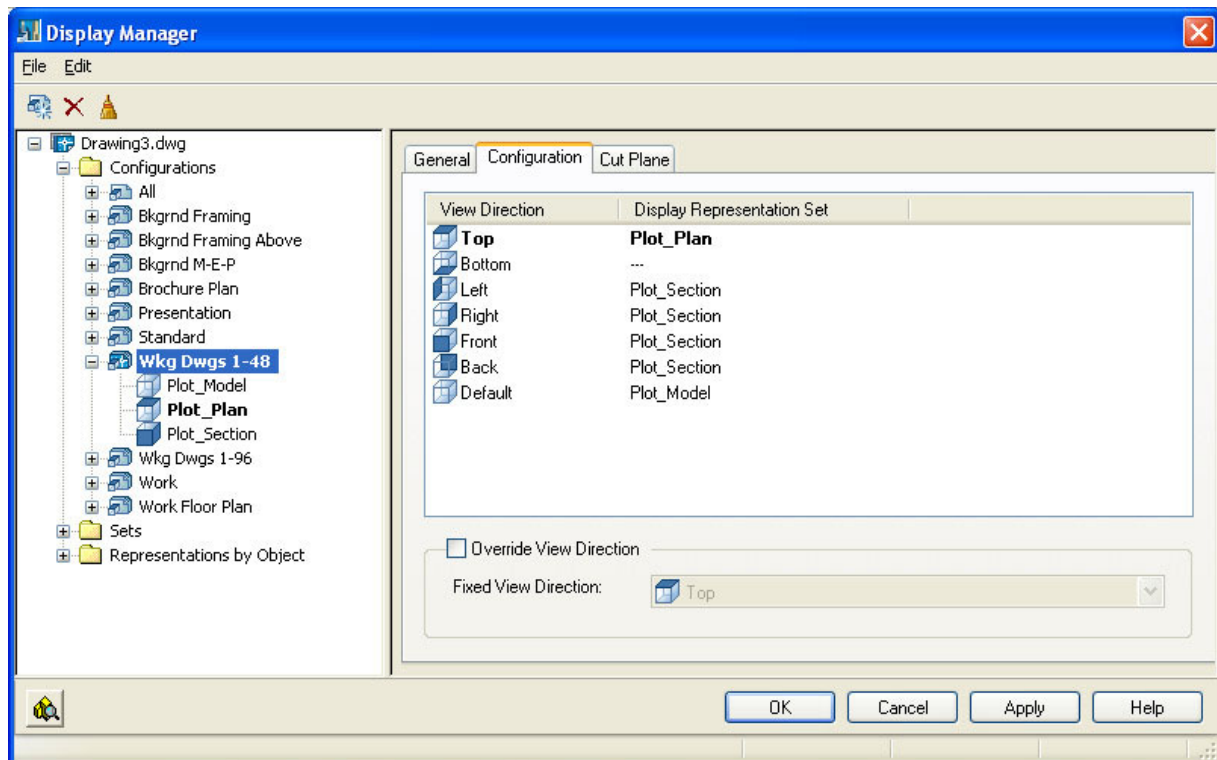 Display Manager
File Edit
Drawing3.dwg
Configurations
All
Bkgrnd Framing
Bkgrnd Framing Above
Bkgrnd M-E-P
Brochure Plan
Presentation
Standard
Wkg Dwgs 1-48
Plot_Model
Plot_Plan
Plot_Section
Wkg Dwgs 1-96
Work
Work Floor Plan
Sets
Representations by Object
General Configuration Cut Plane
View Direction Display Representation Set
Top Plot_Plan
Bottom ---
Left Plot_Section
Right Plot_Section
Front Plot_Section
Back Plot_Section
Default Plot_Model
Override View Direction
Fixed View Direction: Top
OK Cancel Apply Help